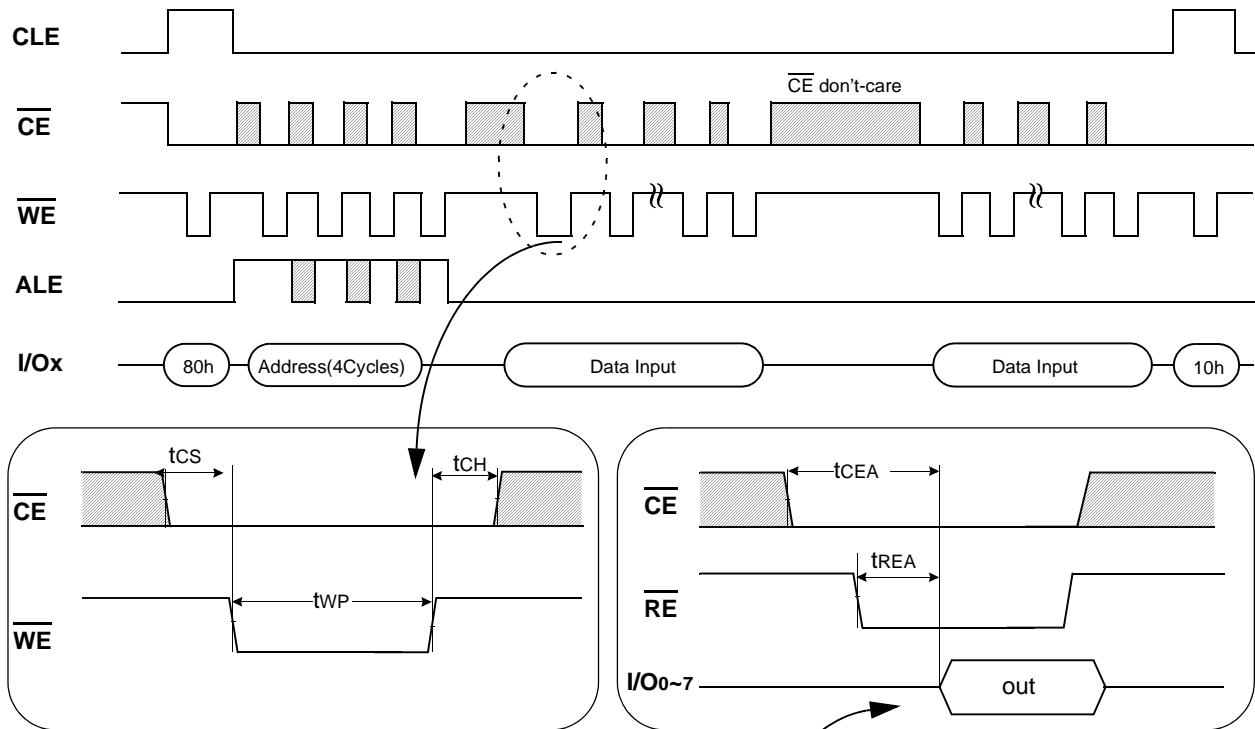 CLE
CE don't-care
CE
WE
ALE
I/Ox
80h
Address(4Cycles)
Data Input
Data Input
10h
tCS
tCH
CE
tWP
WE
tCEA
CE
tREA
RE
I/O0~7
out